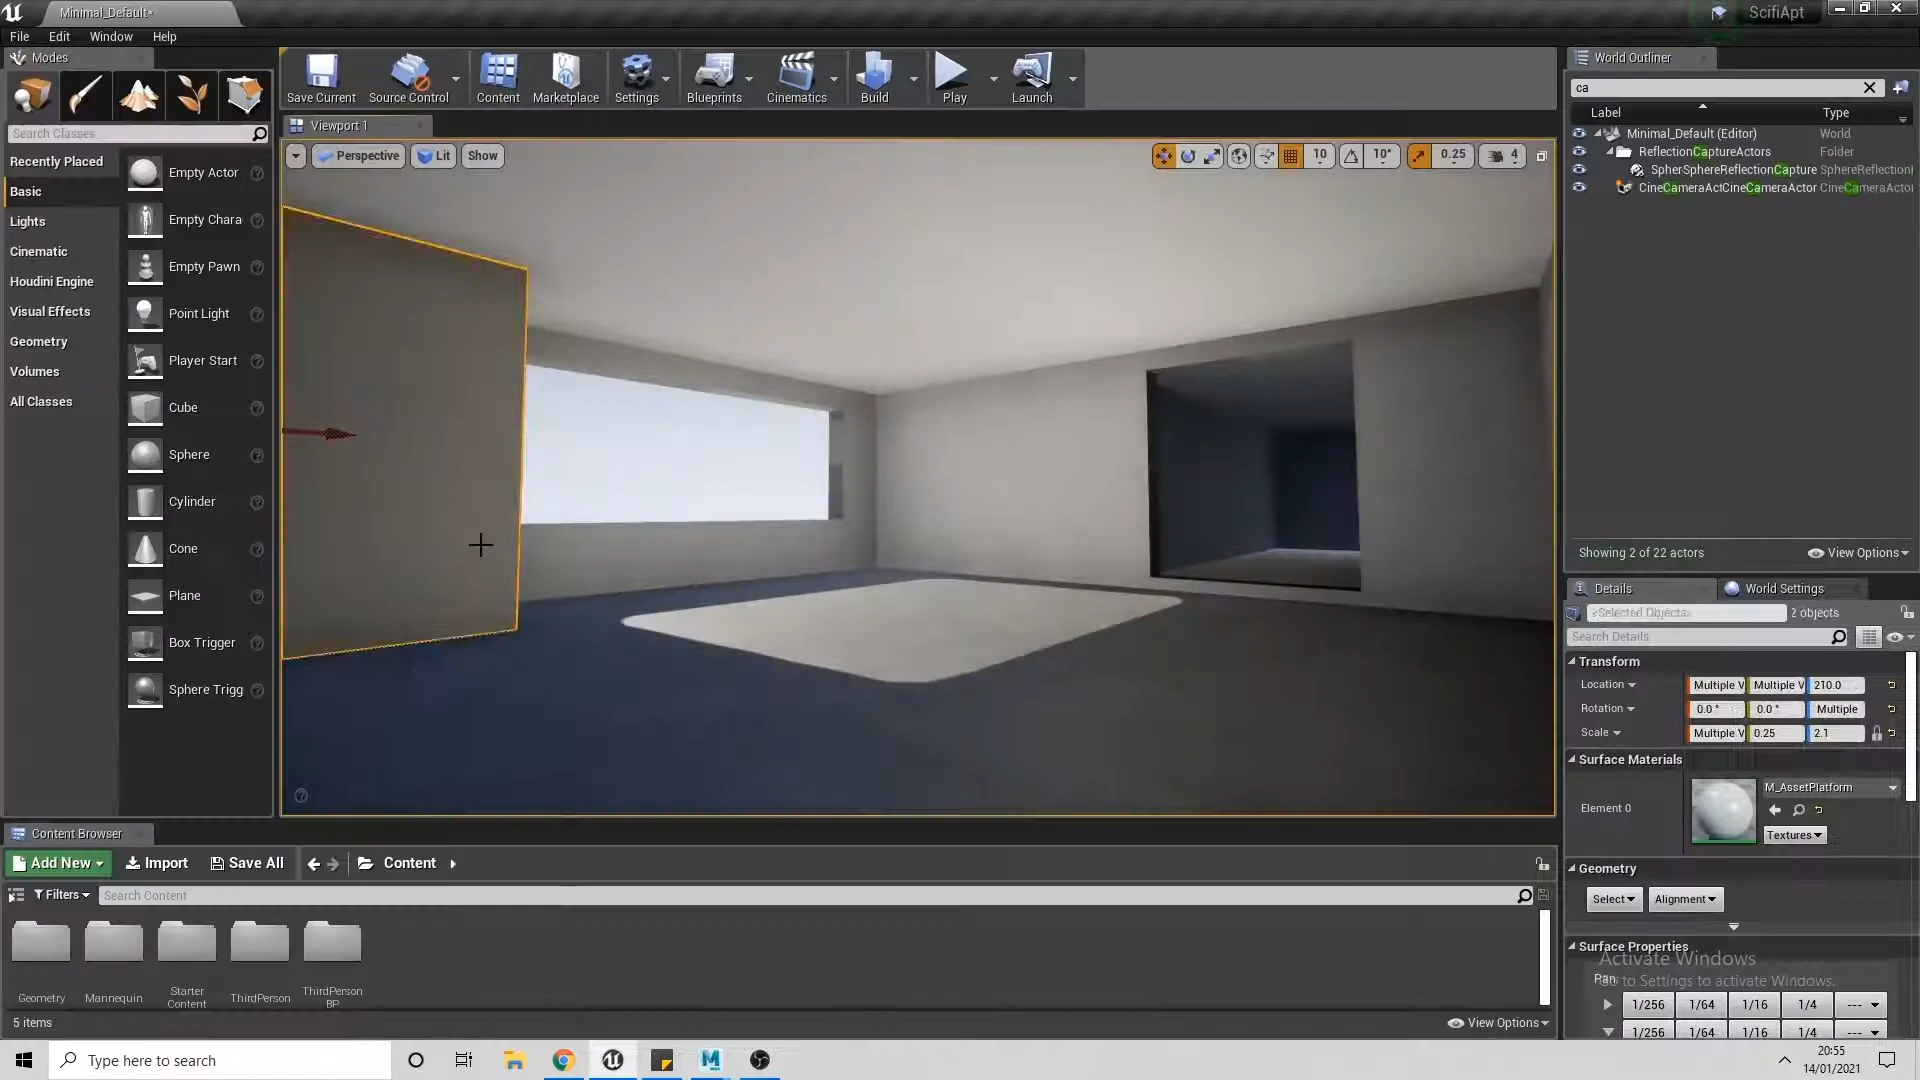 Minimal_Default*
ScifiApt
File Edit Window Help
Modes
Search Classes
Recently Placed
Basic
Lights
Cinematic
Houdini Engine
Visual Effects
Geometry
Volumes
All Classes
Empty Actor
Empty Chara
Empty Pawn
Point Light
Player Start
Cube
Sphere
Cylinder
Cone
Plane
Box Trigger
Sphere Trigg
Save Current
Source Control
Content
Marketplace
Settings
Blueprints
Cinematics
Build
Play
Launch
Viewport 1
Perspective Lit Show
10 10° 0.25 4
World Outliner
ca
Label Type
Minimal_Default (Editor) World
ReflectionCaptureActors Folder
SpherSphereReflectionCapture SphereReflectionI
CineCameraActCineCameraActor CineCameraActo
Showing 2 of 22 actors View Options
Details World Settings
<Selected Objects> 2 objects
Search Details
Transform
Location Multiple V Multiple V 210.0
Rotation 0.0 ° 0.0 ° Multiple
Scale Multiple V 0.25 2.1
Surface Materials
Element 0
M_AssetPlatform
Textures
Geometry
Select Alignment
Surface Properties
Pan:
1/256 1/64 1/16 1/4 ---
1/256 1/64 1/16 1/4 ---
Activate Windows
Go to Settings to activate Windows.
Content Browser
Add New Import Save All Content
Filters Search Content
Geometry
Mannequin
Starter
Content
ThirdPerson
ThirdPerson
BP
5 items View Options
Type here to search
20:55
14/01/2021